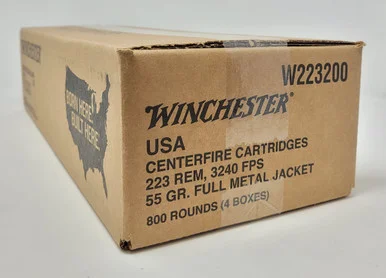 W223200
WINCHESTER®
USA
CENTERFIRE CARTRIDGES
223 REM, 3240 FPS
55 GR. FULL METAL JACKET
800 ROUNDS (4 BOXES)
WINCHESTER
BORN HERE.
BUILT HERE.